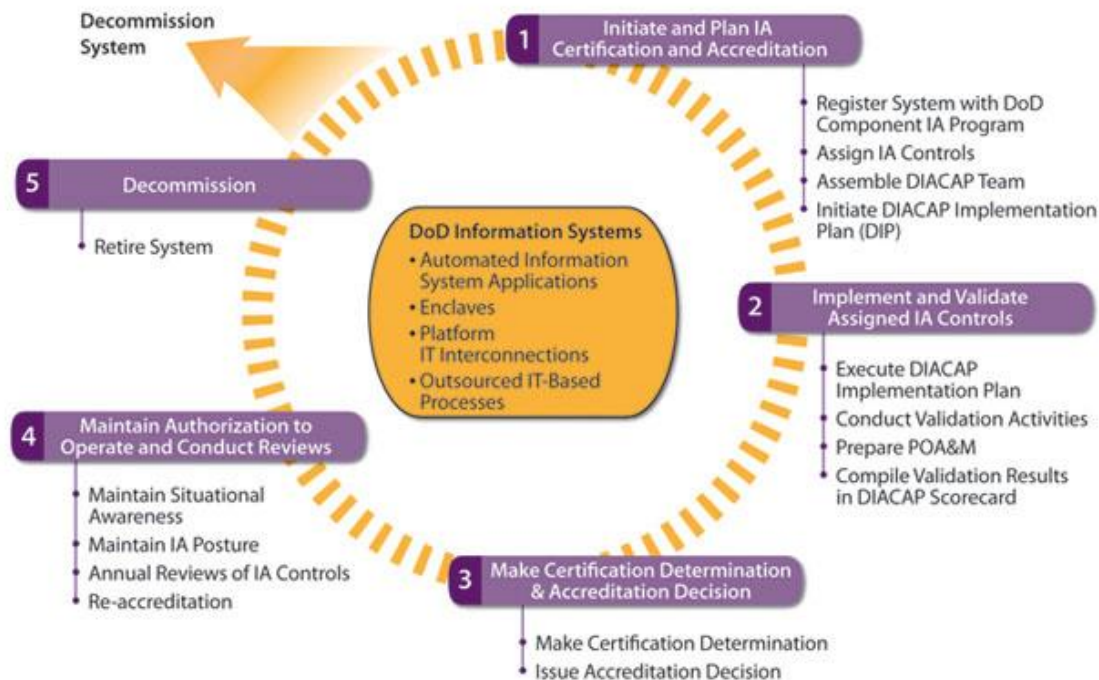 Decommission
System
1
Initiate and Plan IA
Certification and Accreditation
• Register System with DoD
Component IA Program
• Assign IA Controls
• Assemble DIACAP Team
• Initiate DIACAP Implementation
Plan (DIP)
2
Implement and Validate
Assigned IA Controls
• Execute DIACAP
Implementation Plan
• Conduct Validation Activities
• Prepare POA&M
• Compile Validation Results
in DIACAP Scorecard
3
Make Certification Determination
& Accreditation Decision
• Make Certification Determination
• Issue Accreditation Decision
4
Maintain Authorization to
Operate and Conduct Reviews
• Maintain Situational
Awareness
• Maintain IA Posture
• Annual Reviews of IA Controls
• Re-accreditation
5
Decommission
• Retire System
DoD Information Systems
• Automated Information
System Applications
• Enclaves
• Platform
IT Interconnections
• Outsourced IT-Based
Processes